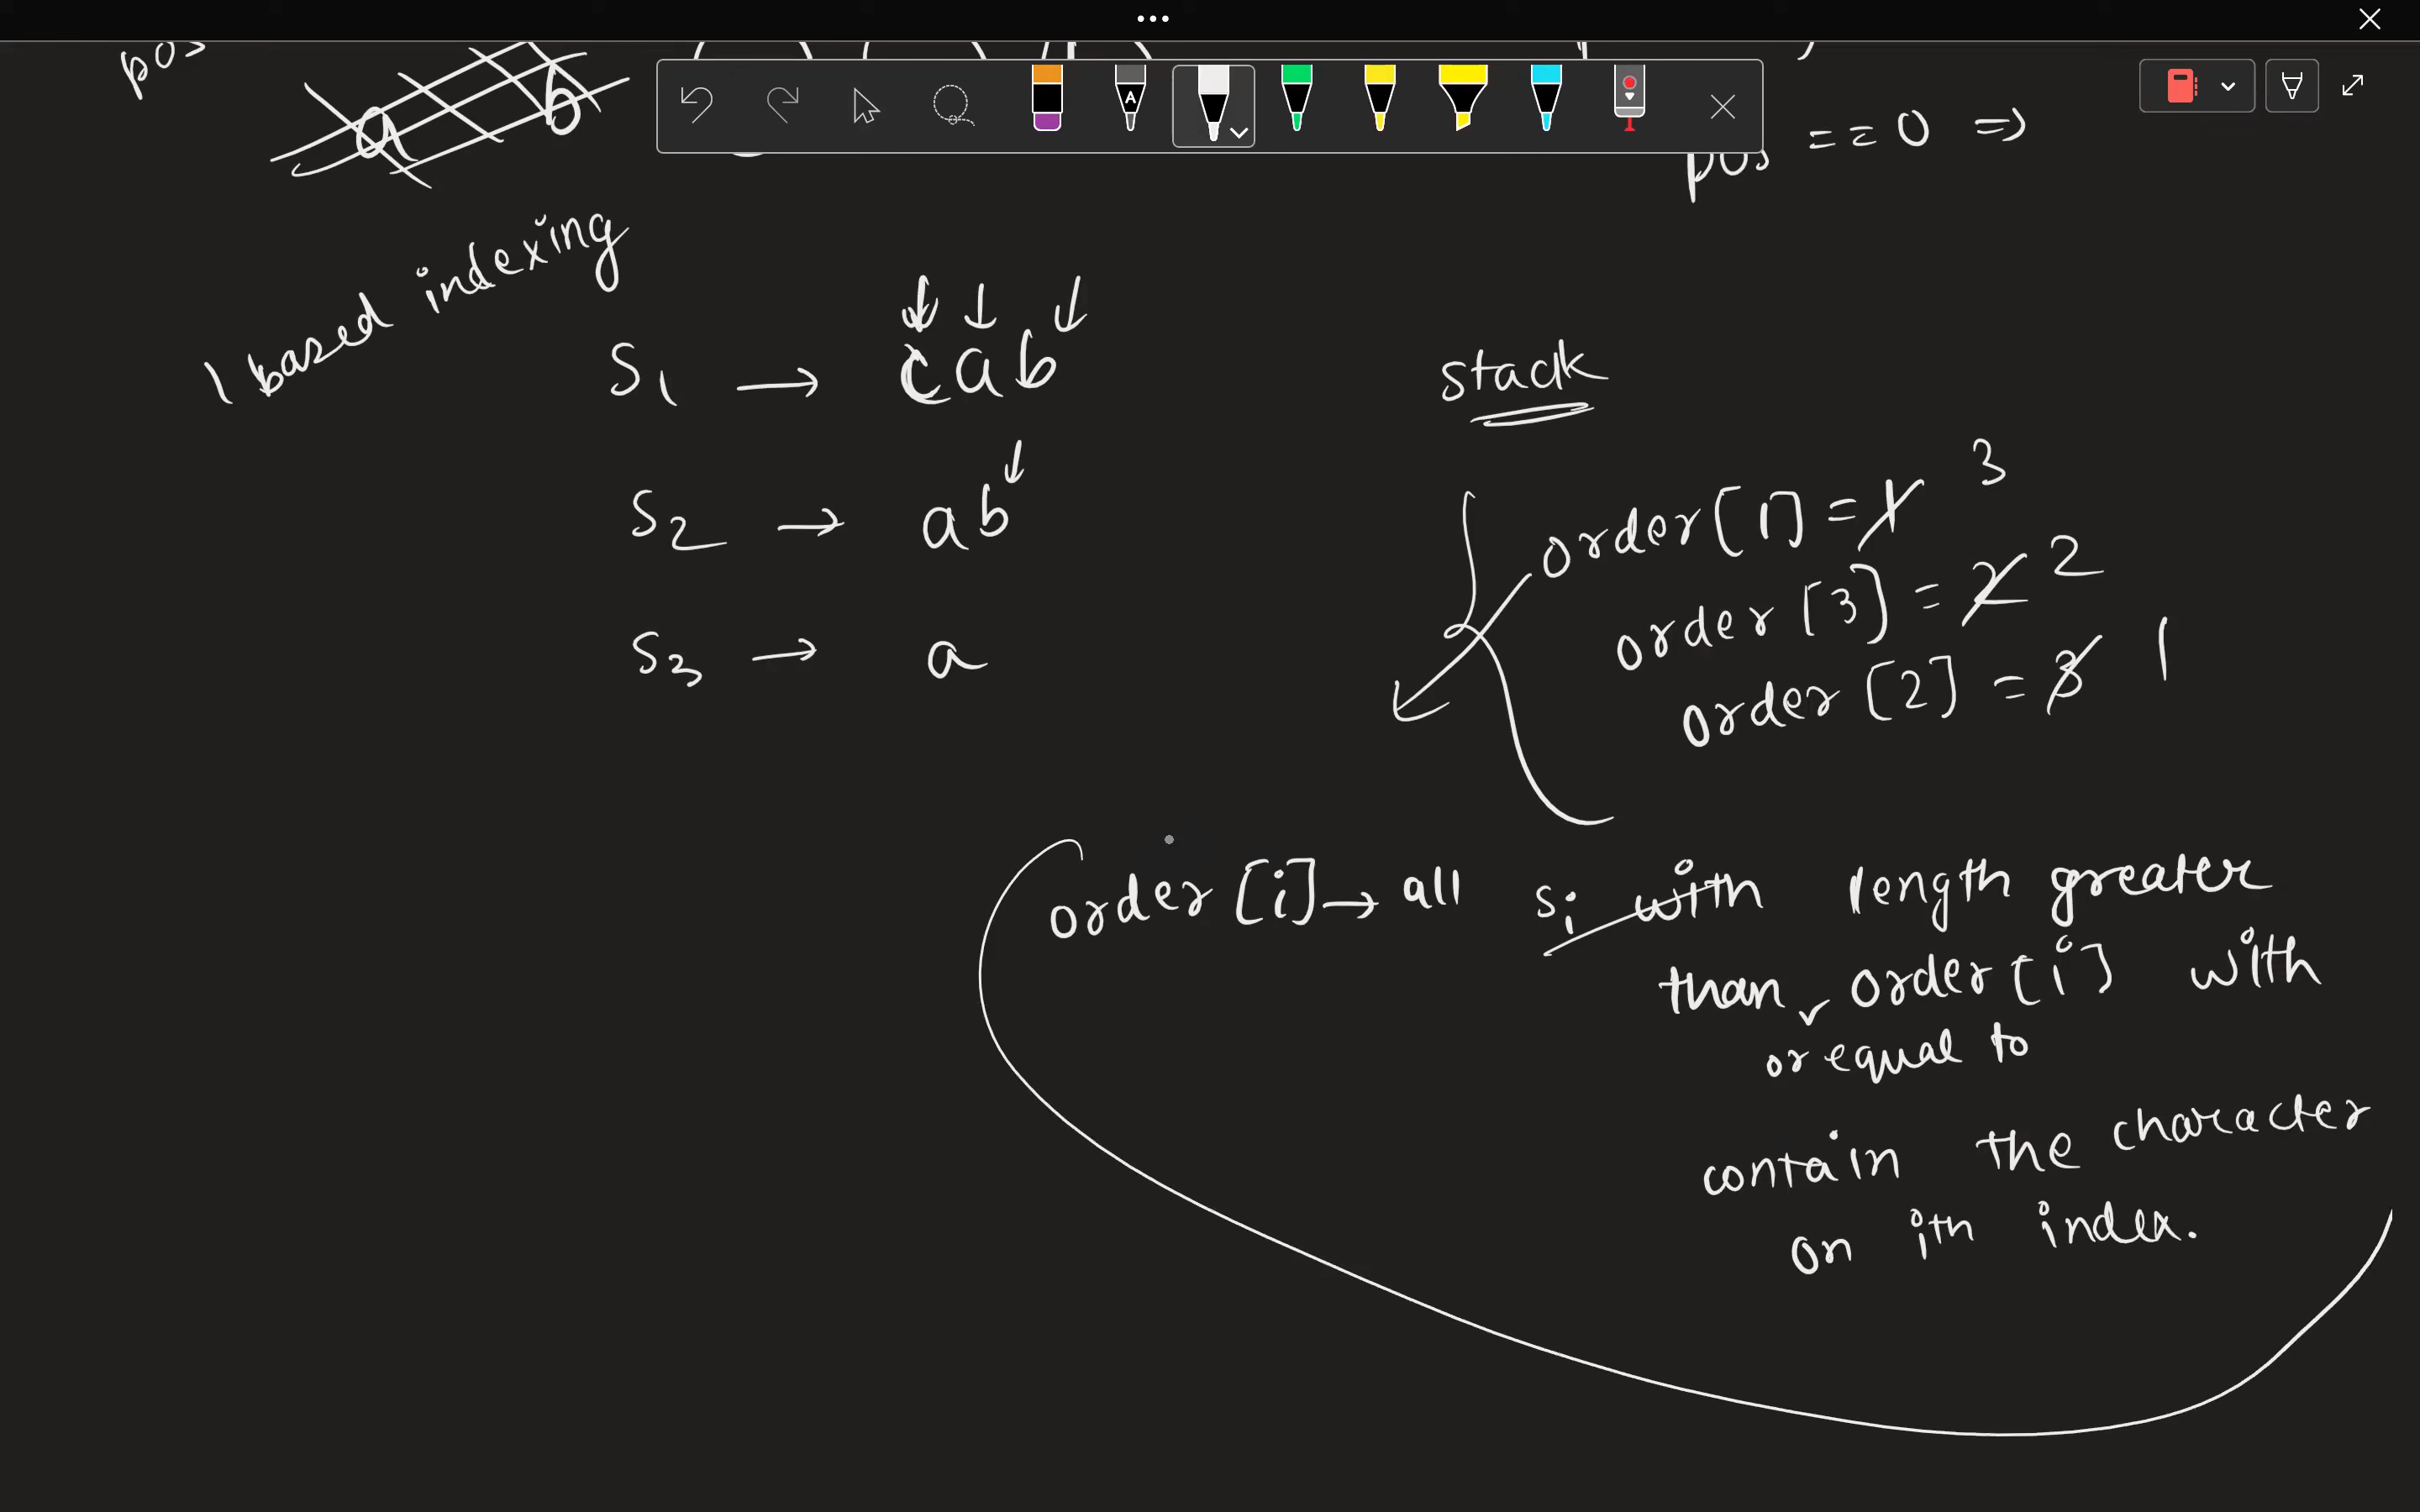 pos
a b
pos == 0 ⇒
1 based indexing
S1 → cab
stack
S2 → ab
order[1] = 1 3
order[3] = 2 2
S3 → a
order[2] = 3 1
order[i] → all si with length greater
than order[i] with
or equal to
contain the character
on ith index.